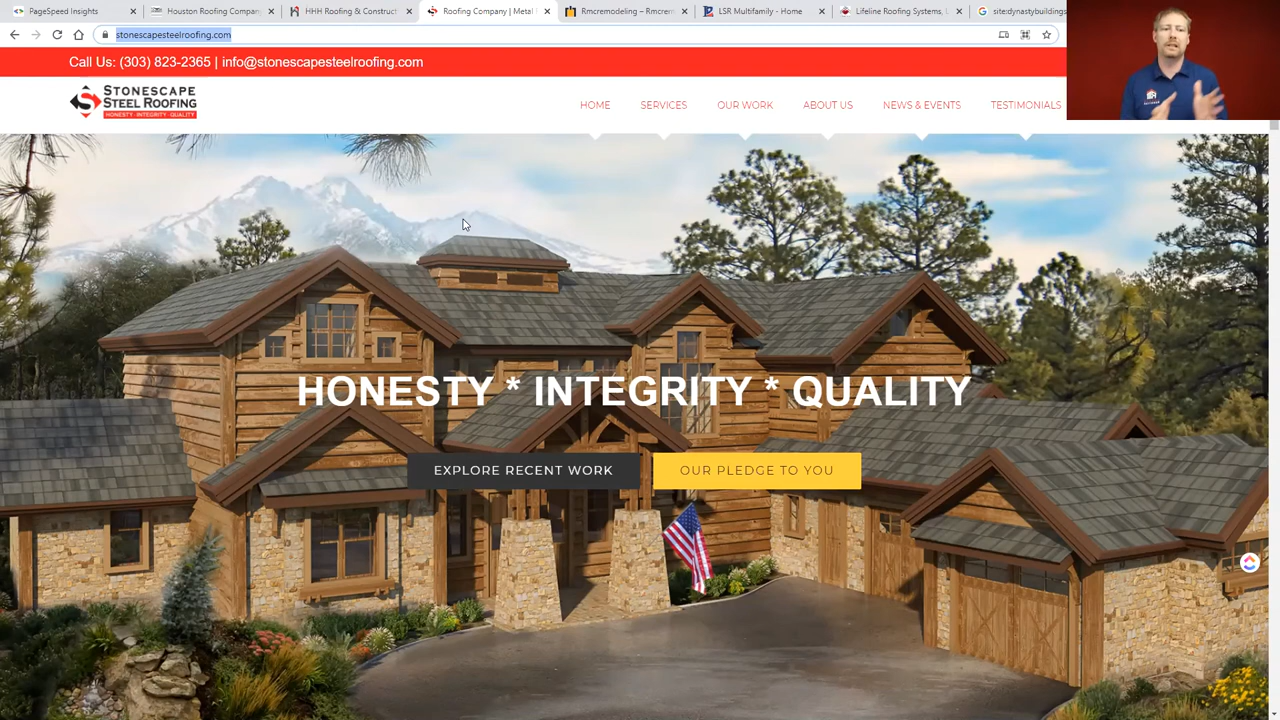 PageSpeed Insights
Houston Roofing Company
HHH Roofing & Construct
Roofing Company | Metal
Rmcremodeling – Rmcrem
LSR Multifamily - Home
Lifeline Roofing Systems,
site:dynastybuildings
stonescapesteelroofing.com
Call Us: (303) 823-2365 | info@stonescapesteelroofing.com
STONESCAPE
STEEL ROOFING
HONESTY · INTEGRITY · QUALITY
HOME
SERVICES
OUR WORK
ABOUT US
NEWS & EVENTS
TESTIMONIALS
HONESTY * INTEGRITY * QUALITY
EXPLORE RECENT WORK
OUR PLEDGE TO YOU